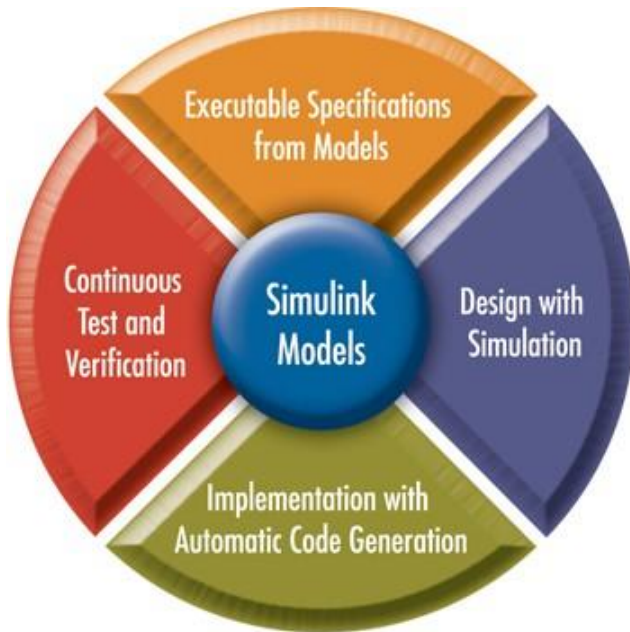 Executable Specifications
from Models
Continuous
Test and
Verification
Simulink
Models
Design with
Simulation
Implementation with
Automatic Code Generation